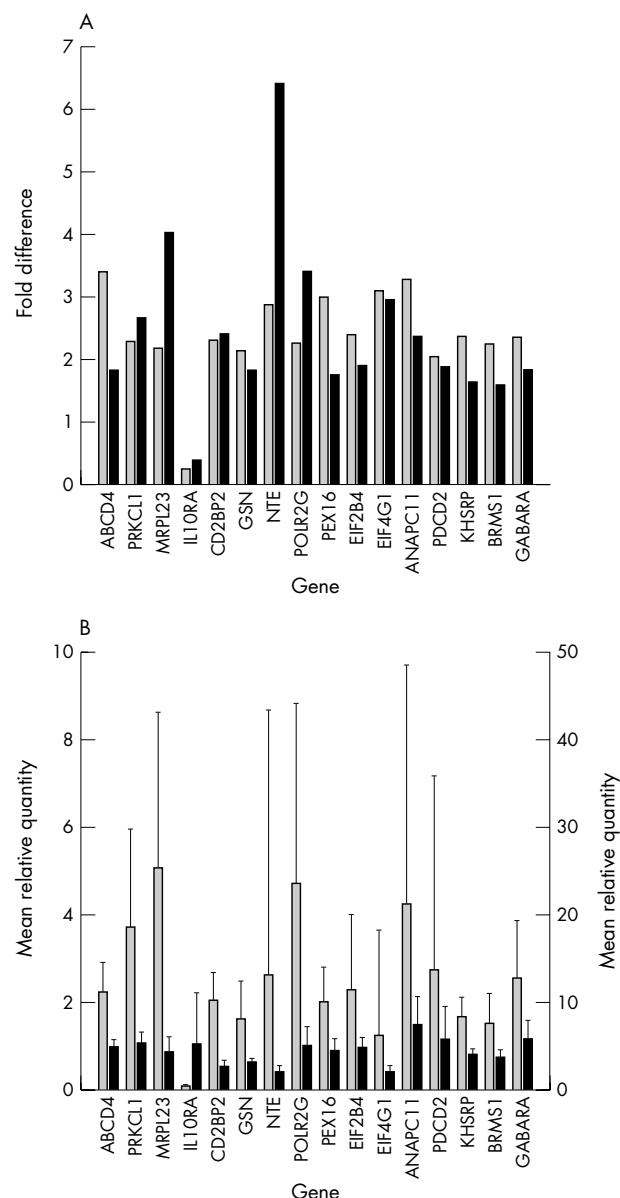 A
7
6
5
4
3
2
1
0
Fold difference
ABCD4
PRKCL1
MRPL23
IL10RA
CD2BP2
GSN
NTE
POLR2G
PEX16
EIF2B4
EIF4G1
ANAPC11
PDCD2
KHSRP
BRMS1
GABARA
Gene
B
10
8
6
4
2
0
Mean relative quantity
50
40
30
20
10
0
Mean relative quantity
ABCD4
PRKCL1
MRPL23
IL10RA
CD2BP2
GSN
NTE
POLR2G
PEX16
EIF2B4
EIF4G1
ANAPC11
PDCD2
KHSRP
BRMS1
GABARA
Gene